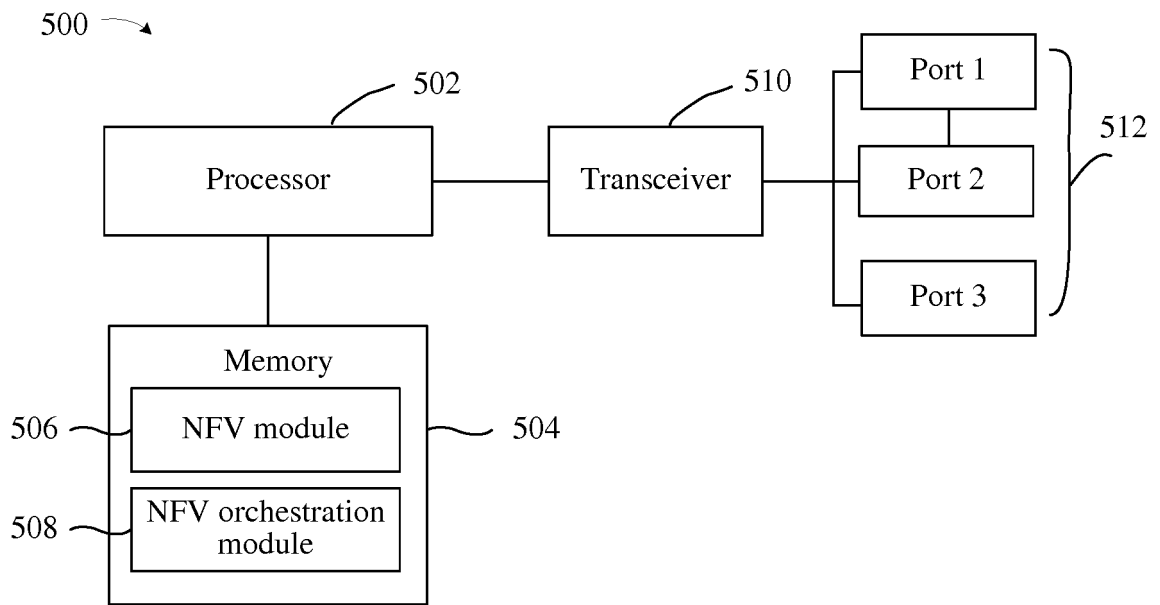 500
502
510
Port 1
512
Processor
Transceiver
Port 2
Port 3
Memory
506
NFV module
504
508
NFV orchestration
module